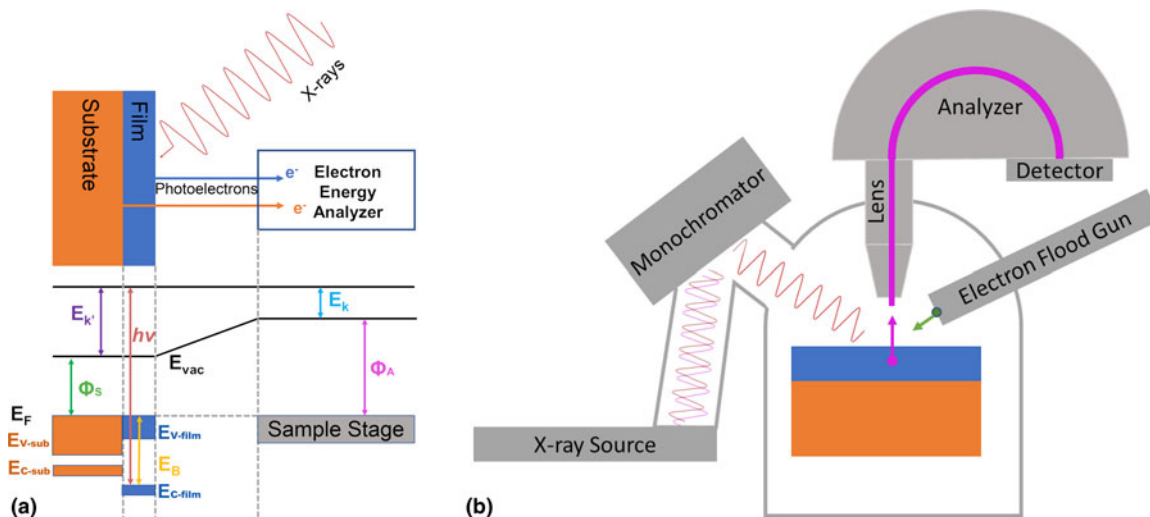 X-rays
Substrate
Film
Photoelectrons
e-
e-
Electron
Energy
Analyzer
Ek'
hν
Ek
Evac
ΦS
ΦA
EF
EV-sub
EV-film
Sample Stage
EC-sub
EB
EC-film
(a)
Analyzer
Detector
Lens
Monochromator
Electron Flood Gun
X-ray Source
(b)